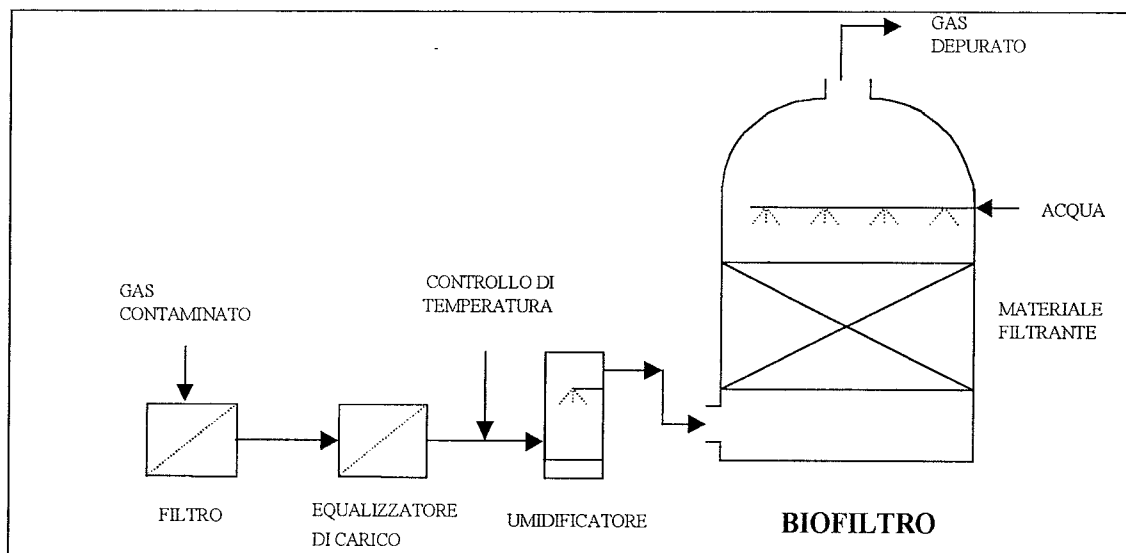 GAS
DEPURATO
ACQUA
CONTROLLO DI
TEMPERATURA
GAS
CONTAMINATO
MATERIALE
FILTRANTE
FILTRO
EQUALIZZATORE
DI CARICO
UMIDIFICATORE
BIOFILTRO